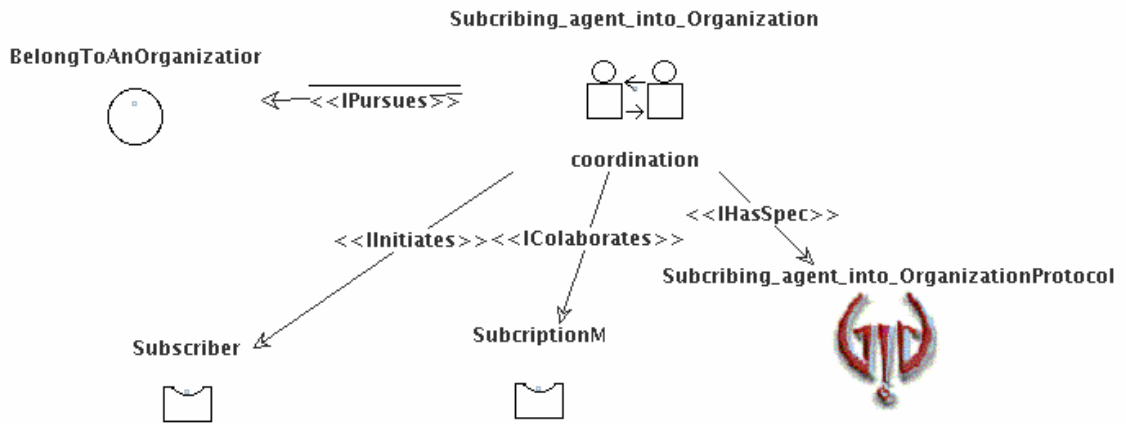 Subcribing_agent_into_Organization
BelongToAnOrganizatior
<<IPursues>>
coordination
<<IHasSpec>>
<<IInitiates>> <<IColaborates>>
Subcribing_agent_into_OrganizationProtocol
SubcriptionM
Subscriber